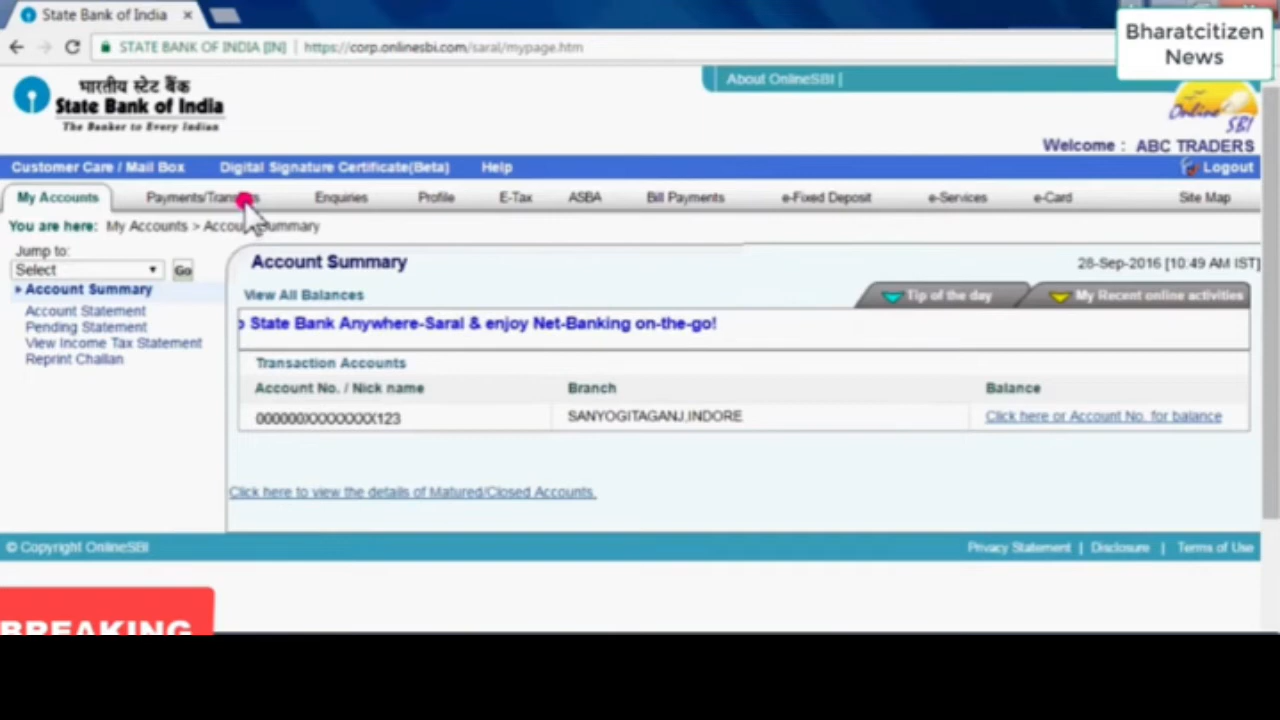 State Bank of India ×
STATE BANK OF INDIA [IN] | https://corp.onlinesbi.com/saral/mypage.htm
Bharatcitizen
News
About OnlineSBI |
भारतीय स्टेट बैंक
State Bank of India
The Banker to Every Indian
Online
SBI
Welcome : ABC TRADERS
Customer Care / Mail Box Digital Signature Certificate(Beta) Help Logout
My Accounts Enquiries Profile E-Tax ASBA Bill Payments e-Fixed Deposit e-Services e-Card Site Map
You are here: My Accounts >
Jump to:
Select Go
Account Summary
Account Statement
Pending Statement
View Income Tax Statement
Reprint Challan
Account Summary 28-Sep-2016 [10:49 AM IST]
View All Balances Tip of the day My Recent online activities
State Bank Anywhere-Saral & enjoy Net-Banking on-the-go!
Transaction Accounts
Account No. / Nick name Branch Balance
SANYOGITAGANJ,INDORE Click here or Account No. for balance
Click here to view the details of Matured/Closed Accounts.
© Copyright OnlineSBI Privacy Statement | Disclosure | Terms of Use
BREAKING